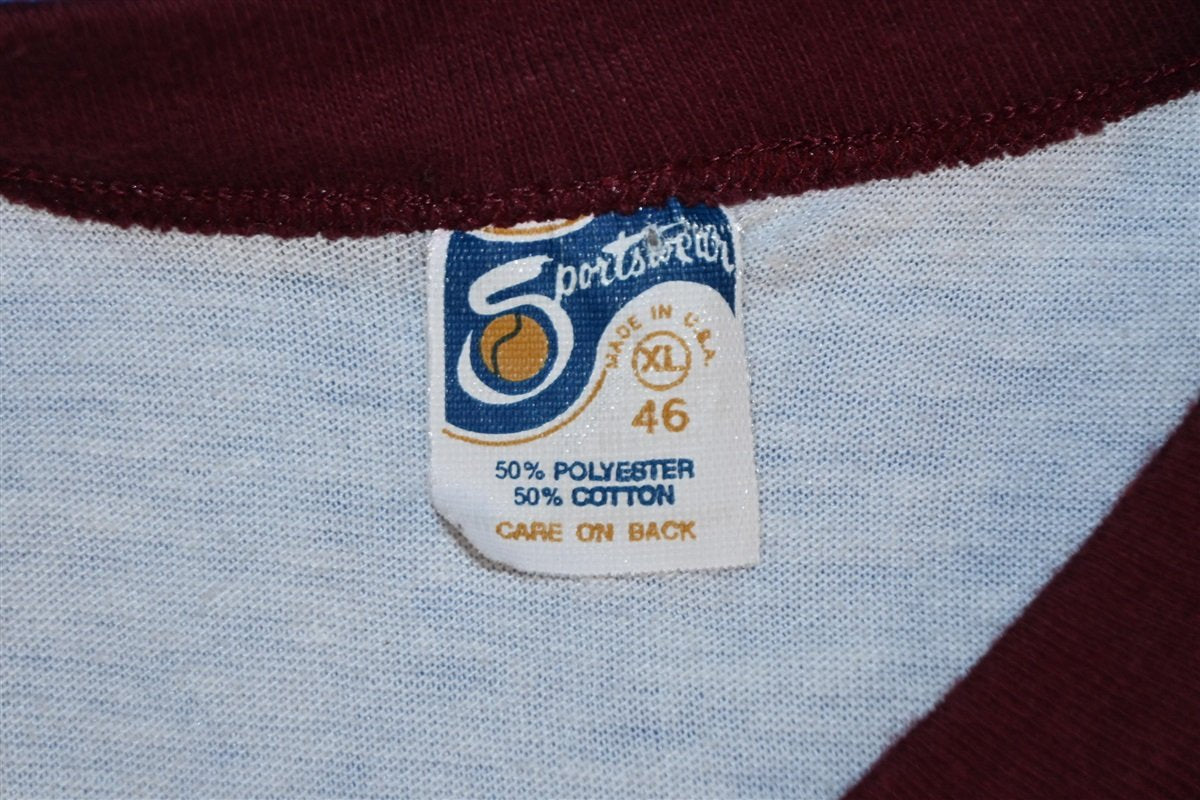 Sportswear
MADE IN U.S.A.
XL
46
50% POLYESTER
50% COTTON
CARE ON BACK